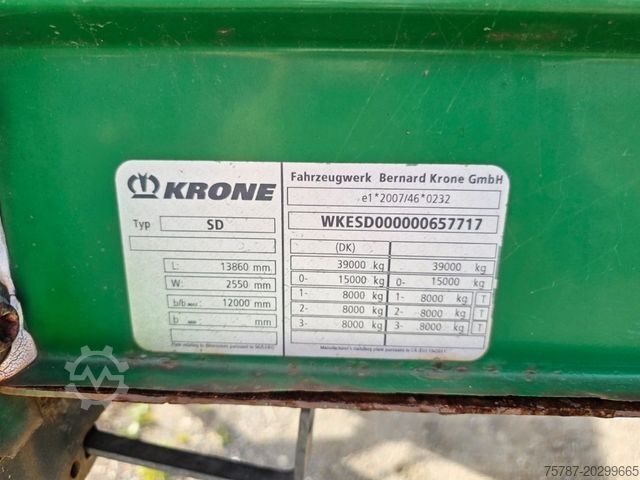 KRONE
Typ SD
L: 13860 mm
W: 2550 mm
b/b 12000 mm
b mm
Fahrzeugwerk Bernard Krone GmbH
e1*2007/46*0232
WKESD000000657717
(DK)
39000 kg 39000 kg
0- 15000 kg 0- 15000 kg
1- 8000 kg 1- 8000 kg T
2- 8000 kg 2- 8000 kg T
3- 8000 kg 3- 8000 kg T
75787-20299665